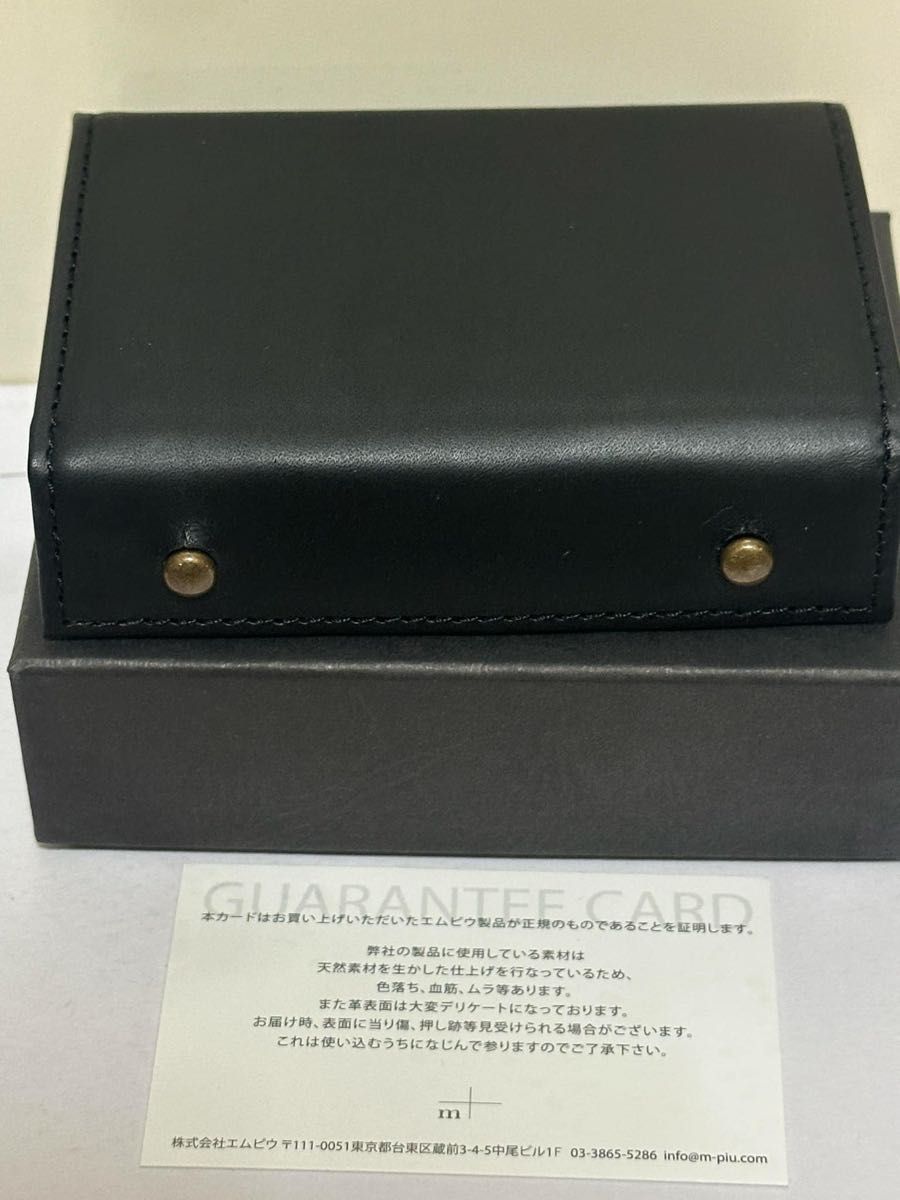 GUARANTEE CARD
本カードはお買い上げいただいたエムピウ製品が正規のものであることを証明します。
弊社の製品に使用している素材は
天然素材を生かした仕上げを行なっているため、
色落ち、血筋、ムラ等あります。
また革表面は大変デリケートになっております。
お届け時、表面に当り傷、押し跡等見受けられる場合がございます。
これは使い込むうちになじんで参りますのでご了承下さい。
m+
株式会社エムピウ 〒111-0051東京都台東区蔵前3-4-5中尾ビル1F 03-3865-5286 info@m-piu.com